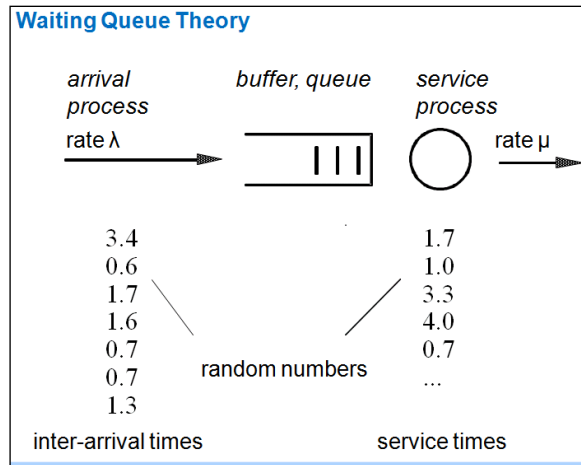 Waiting Queue Theory
arrival process
rate λ
buffer, queue
service process
rate μ
3.4
0.6
1.7
1.6
0.7
0.7
1.3
inter-arrival times
random numbers
1.7
1.0
3.3
4.0
0.7
...
service times